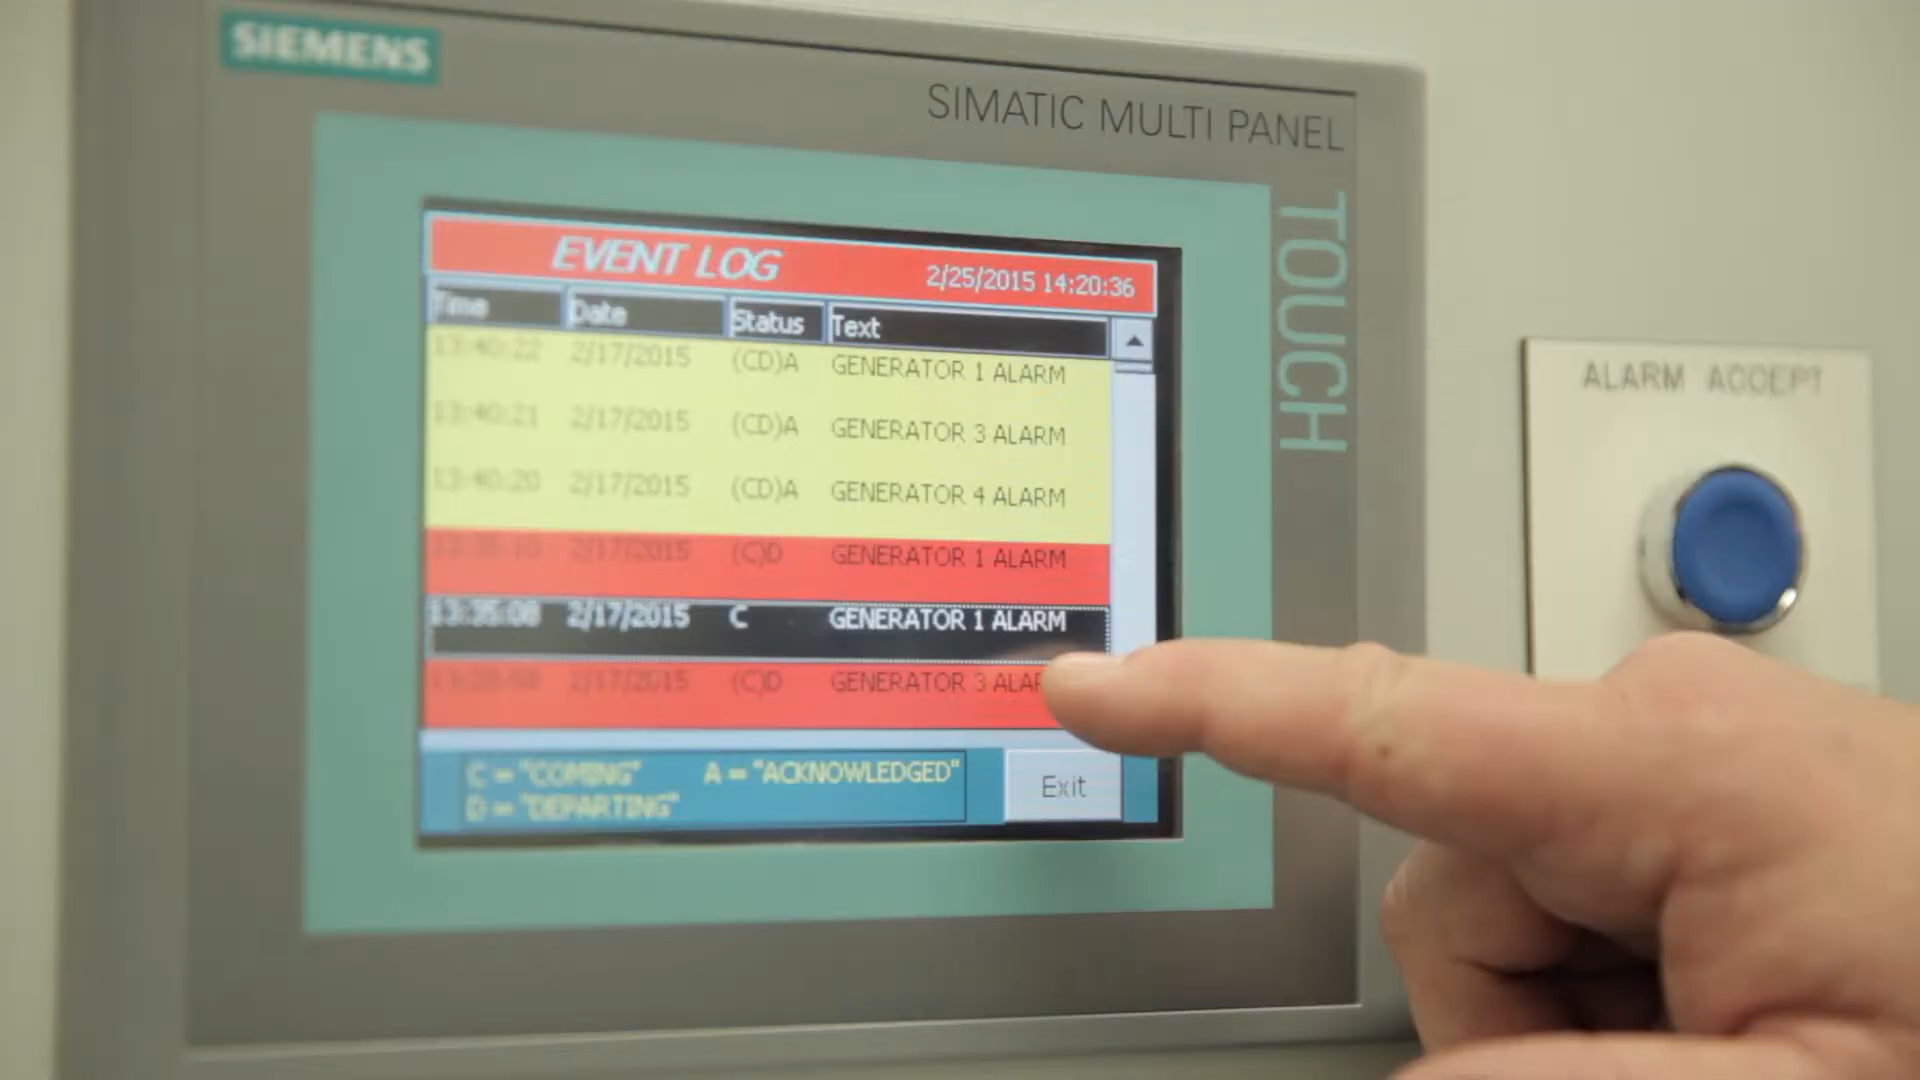 SIEMENS
SIMATIC MULTI PANEL
TOUCH
EVENT LOG 2/25/2015 14:20:36
Time Date Status Text
13:40:22 2/17/2015 (CD)A GENERATOR 1 ALARM
13:40:21 2/17/2015 (CD)A GENERATOR 3 ALARM
13:40:20 2/17/2015 (CD)A GENERATOR 4 ALARM
13:35:10 2/17/2015 (C)D GENERATOR 1 ALARM
13:35:08 2/17/2015 C GENERATOR 1 ALARM
2/17/2015 (C)D GENERATOR 3
C = "COMING" A = "ACKNOWLEDGED"
D = "DEPARTING"
Exit
ALARM ACCEPT